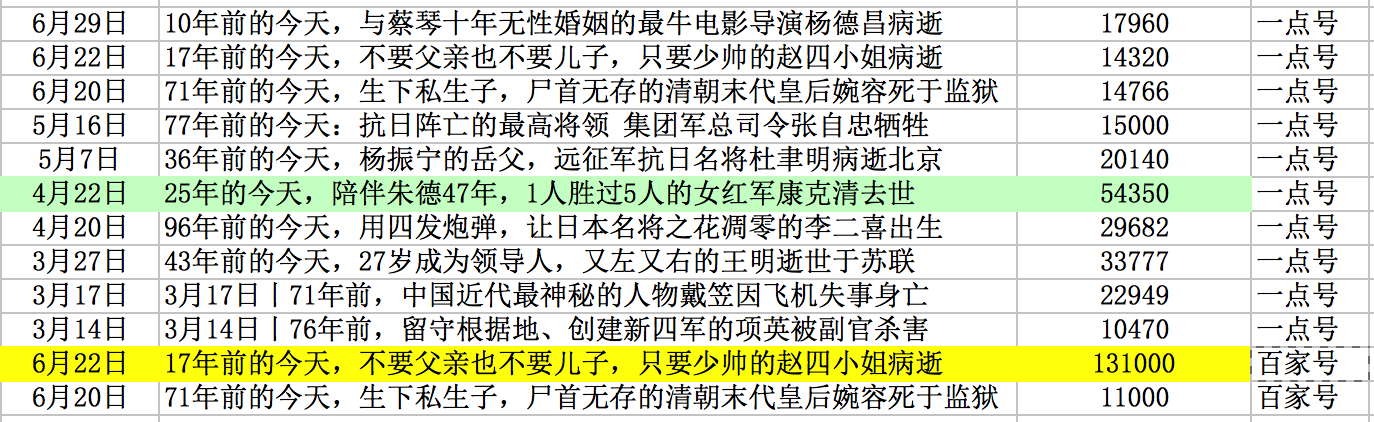 6月29日 10年前的今天，与蔡琴十年无性婚姻的最牛电影导演杨德昌病逝 17960 一点号
6月22日 17年前的今天，不要父亲也不要儿子，只要少帅的赵四小姐病逝 14320 一点号
6月20日 71年前的今天，生下私生子，尸首无存的清朝末代皇后婉容死于监狱 14766 一点号
5月16日 77年前的今天：抗日阵亡的最高将领 集团军总司令张自忠牺牲 15000 一点号
5月7日 36年前的今天，杨振宁的岳父，远征军抗日名将杜聿明病逝北京 20140 一点号
4月22日 25年的今天，陪伴朱德47年，1人胜过5人的女红军康克清去世 54350 一点号
4月20日 96年前的今天，用四发炮弹，让日本名将之花凋零的李二喜出生 29682 一点号
3月27日 43年前的今天，27岁成为领导人，又左又右的王明逝世于苏联 33777 一点号
3月17日 3月17日丨71年前，中国近代最神秘的人物戴笠因飞机失事身亡 22949 一点号
3月14日 3月14日丨76年前，留守根据地、创建新四军的项英被副官杀害 10470 一点号
6月22日 17年前的今天，不要父亲也不要儿子，只要少帅的赵四小姐病逝 131000 百家号
6月20日 71年前的今天，生下私生子，尸首无存的清朝末代皇后婉容死于监狱 11000 百家号